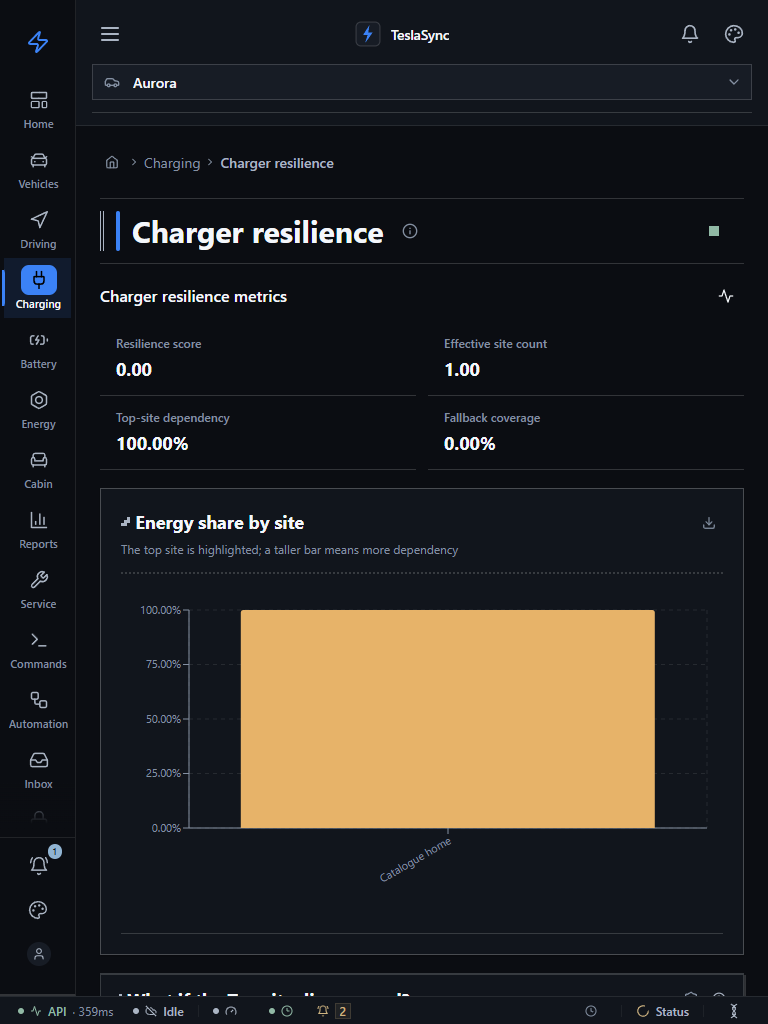 TeslaSync
Aurora
Home
Vehicles
Driving
Charging
Battery
Energy
Cabin
Reports
Service
Commands
Automation
Inbox
1
Charging
Charger resilience
Charger resilience
Charger resilience metrics
Resilience score
0.00
Effective site count
1.00
Top-site dependency
100.00%
Fallback coverage
0.00%
Energy share by site
The top site is highlighted; a taller bar means more dependency
100.00%
75.00%
50.00%
25.00%
0.00%
Catalogue home
API · 359ms
Idle
2
Status